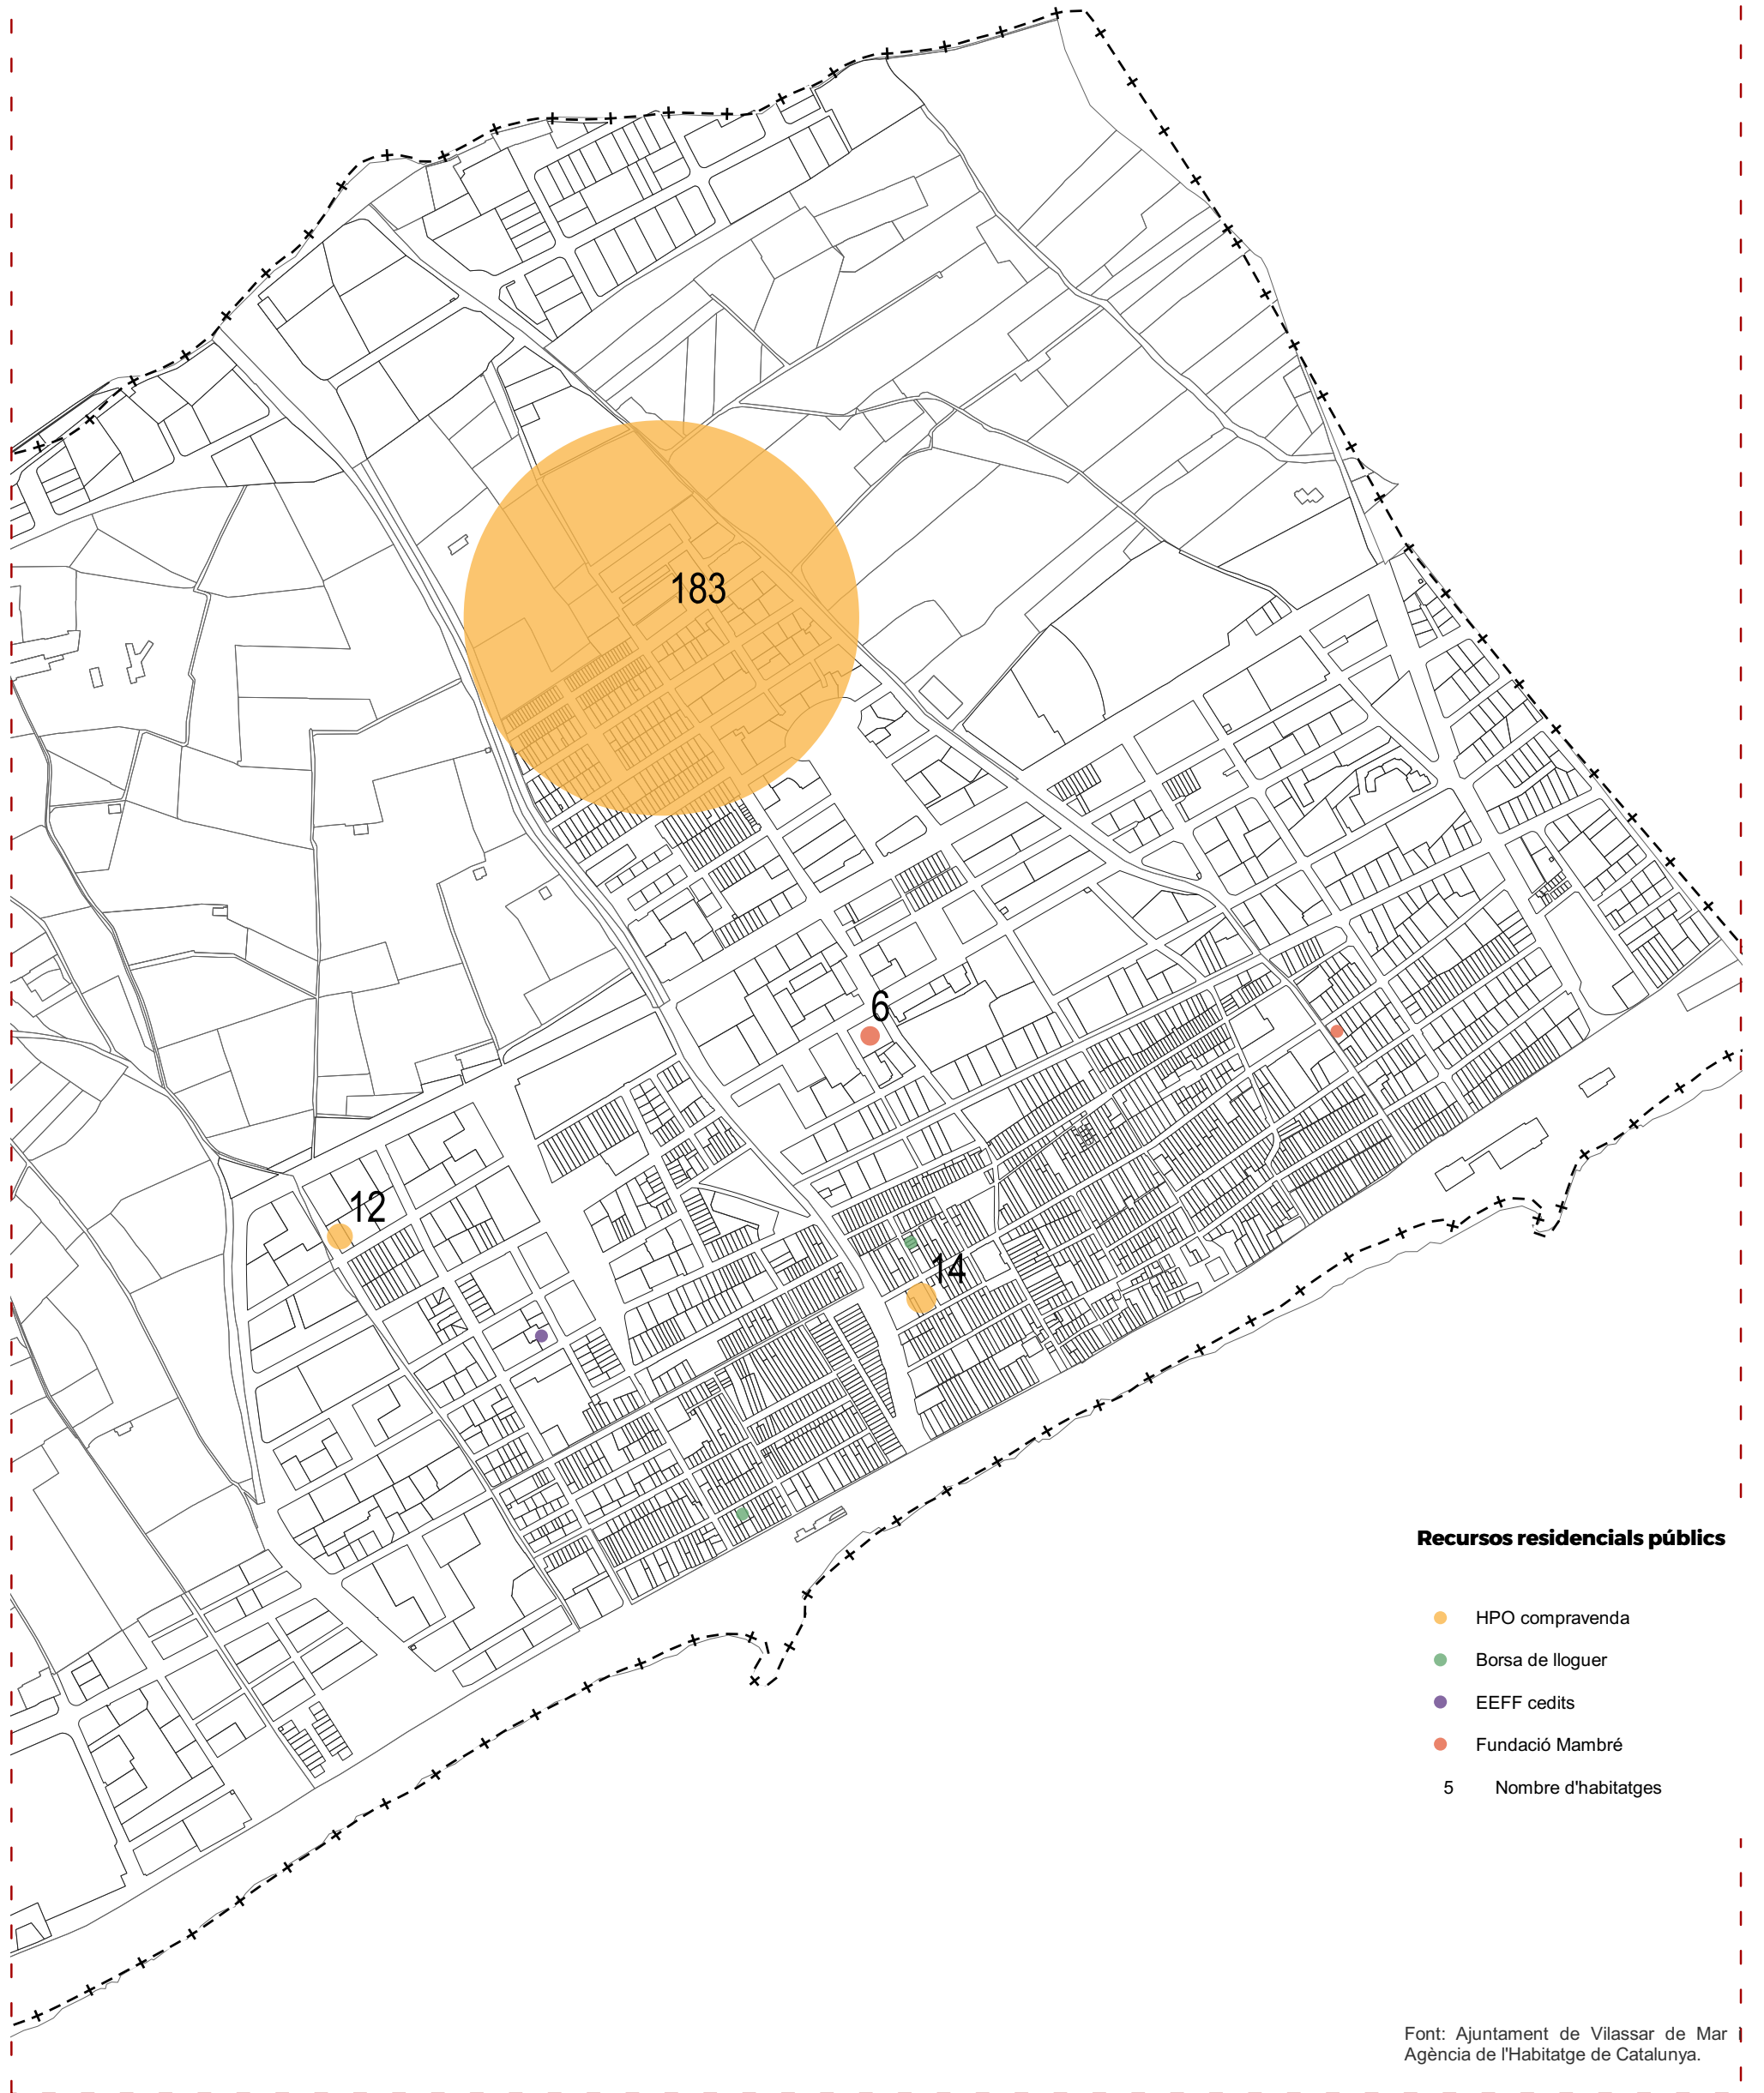 183
6
12
14
Recursos residencials públics
HPO compravenda
Borsa de lloguer
EEFF cedits
Fundació Mambré
5 Nombre d'habitatges
Font: Ajuntament de Vilassar de Mar i
Agència de l'Habitatge de Catalunya.